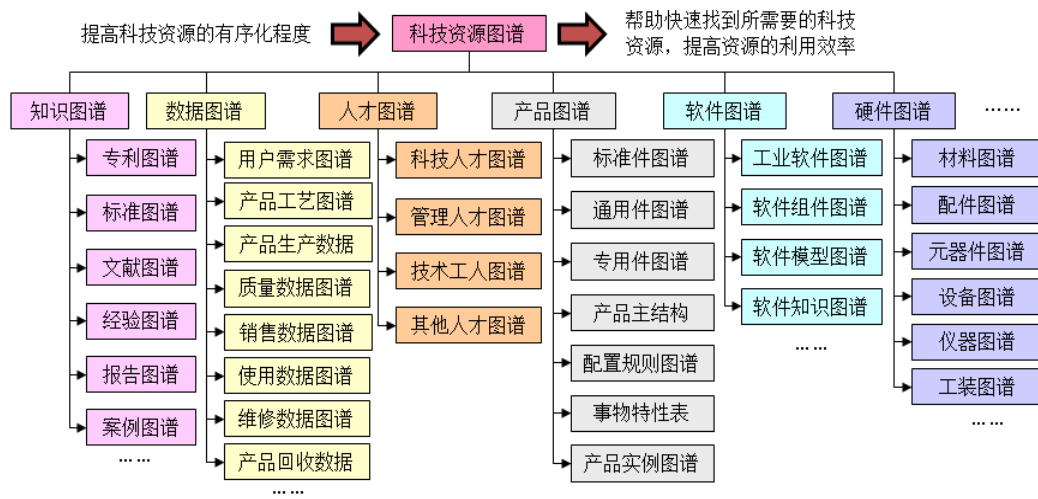 提高科技资源的有序化程度
科技资源图谱
帮助快速找到所需要的科技
资源，提高资源的利用效率
知识图谱
数据图谱
人才图谱
产品图谱
软件图谱
硬件图谱
……
专利图谱
标准图谱
文献图谱
经验图谱
报告图谱
案例图谱
……
用户需求图谱
产品工艺图谱
产品生产数据
质量数据图谱
销售数据图谱
使用数据图谱
维修数据图谱
产品回收数据
……
科技人才图谱
管理人才图谱
技术工人图谱
其他人才图谱
标准件图谱
通用件图谱
专用件图谱
产品主结构
配置规则图谱
事物特性表
产品实例图谱
工业软件图谱
软件组件图谱
软件模型图谱
软件知识图谱
……
材料图谱
配件图谱
元器件图谱
设备图谱
仪器图谱
工装图谱
……